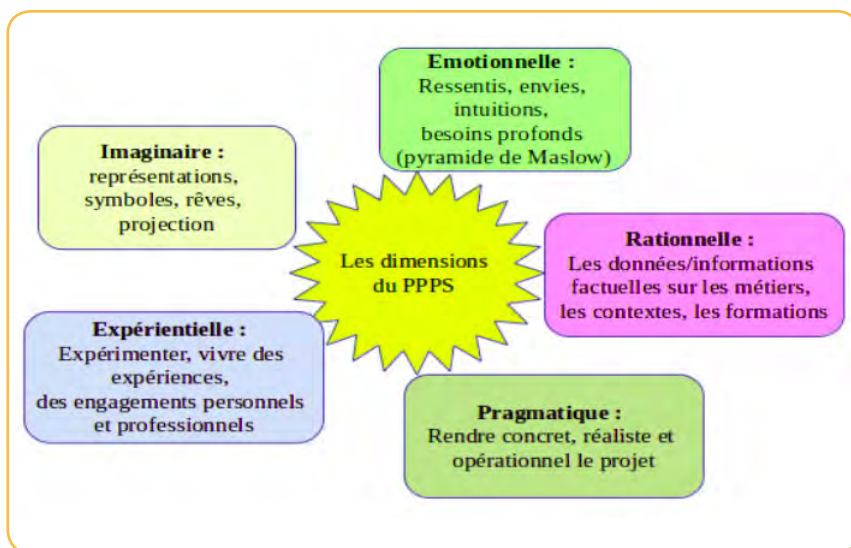 Emotionnelle :
Ressentis, envies,
intuitions,
besoins profonds
(pyramide de Maslow)
Imaginaire :
représentations,
symboles, rêves,
projection
Les dimensions
du PPPS
Rationnelle :
Les données/informations
factuelles sur les métiers,
les contextes, les formations
Expérientielle :
Expérimenter, vivre des
expériences,
des engagements personnels
et professionnels
Pragmatique :
Rendre concret, réaliste et
opérationnel le projet